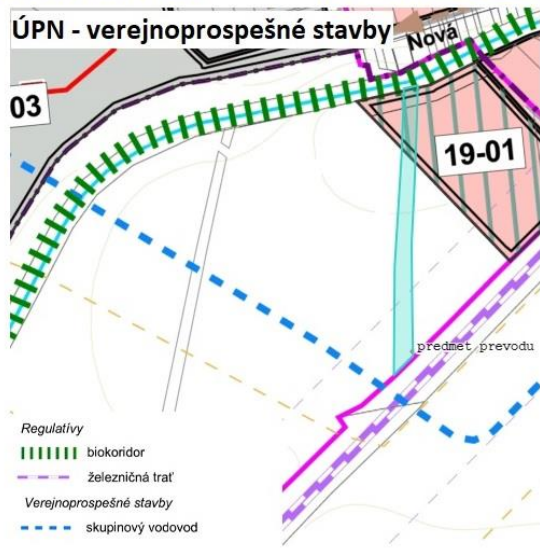 ÚPN - verejnoprospešné stavby
Nová
03
19-01
predmet prevodu
Regulatívy
biokoridor
železničná trať
Verejnoprospešné stavby
skupinový vodovod